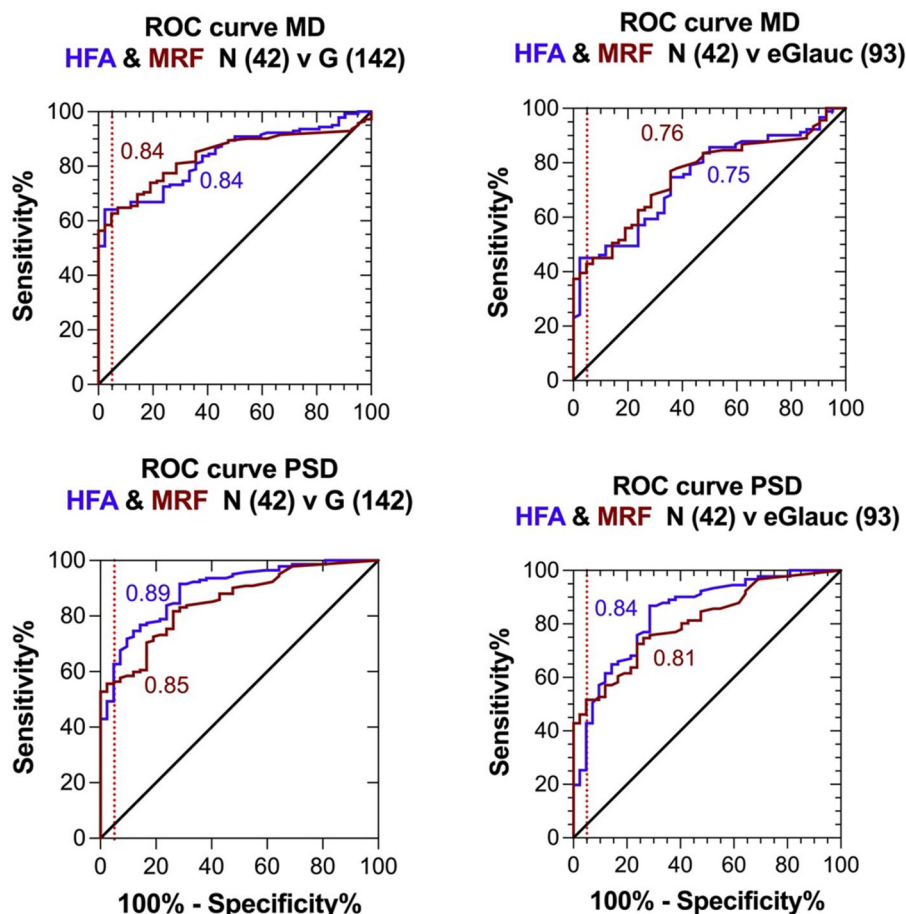 ROC curve MD
HFA & MRF N (42) v G (142)
100
80
60
40
20
0
0 20 40 60 80 100
Sensitivity%
0.84
0.84
ROC curve MD
HFA & MRF N (42) v eGlauc (93)
100
80
60
40
20
0
0 20 40 60 80 100
Sensitivity%
0.76
0.75
ROC curve PSD
HFA & MRF N (42) v G (142)
100
80
60
40
20
0
0 20 40 60 80 100
Sensitivity%
0.89
0.85
100% - Specificity%
ROC curve PSD
HFA & MRF N (42) v eGlauc (93)
100
80
60
40
20
0
0 20 40 60 80 100
Sensitivity%
0.84
0.81
100% - Specificity%